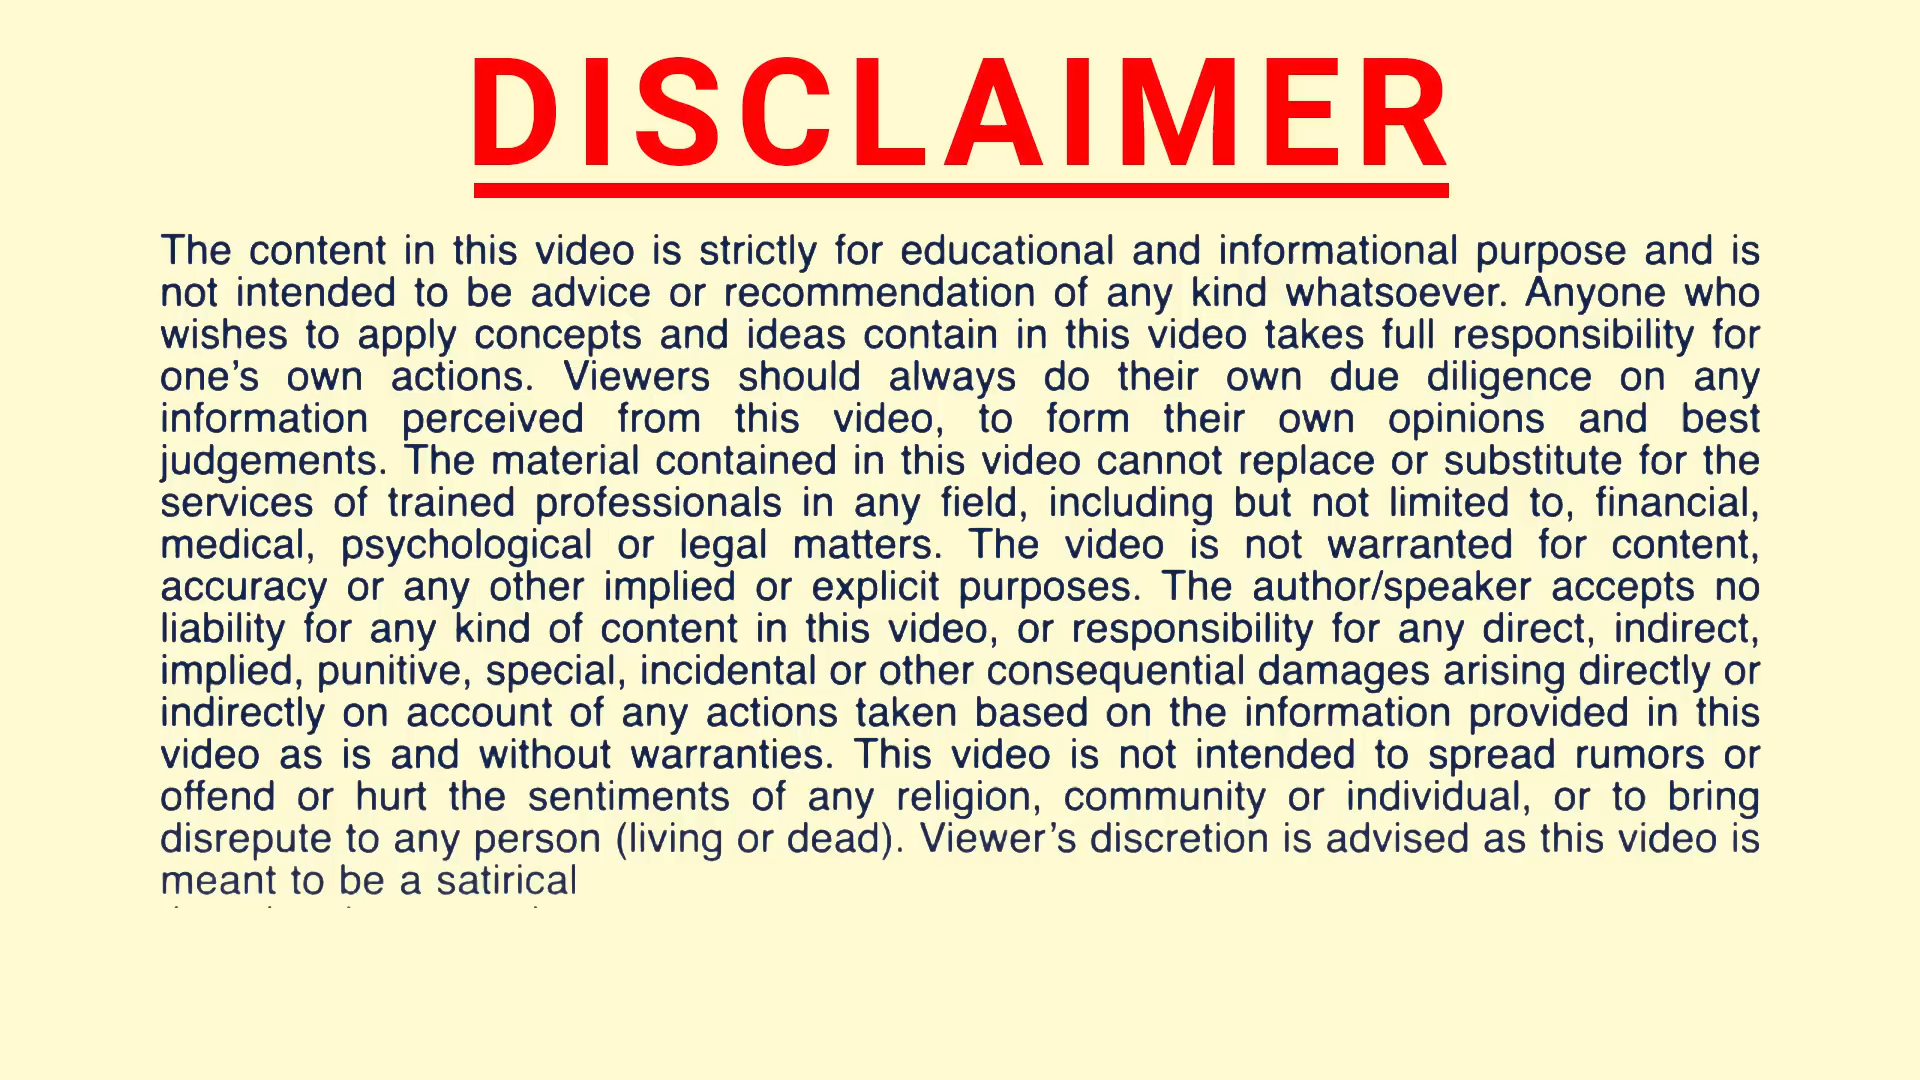 DISCLAIMER
The content in this video is strictly for educational and informational purpose and is
not intended to be advice or recommendation of any kind whatsoever. Anyone who
wishes to apply concepts and ideas contain in this video takes full responsibility for
one’s own actions. Viewers should always do their own due diligence on any
information perceived from this video, to form their own opinions and best
judgements. The material contained in this video cannot replace or substitute for the
services of trained professionals in any field, including but not limited to, financial,
medical, psychological or legal matters. The video is not warranted for content,
accuracy or any other implied or explicit purposes. The author/speaker accepts no
liability for any kind of content in this video, or responsibility for any direct, indirect,
implied, punitive, special, incidental or other consequential damages arising directly or
indirectly on account of any actions taken based on the information provided in this
video as is and without warranties. This video is not intended to spread rumors or
offend or hurt the sentiments of any religion, community or individual, or to bring
disrepute to any person (living or dead). Viewer’s discretion is advised as this video is
meant to be a satirical